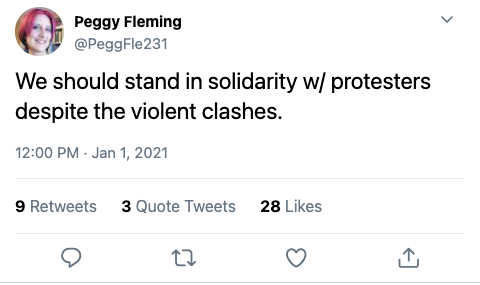 Peggy Fleming
@PeggFle231
We should stand in solidarity w/ protesters
despite the violent clashes.
12:00 PM · Jan 1, 2021
9 Retweets 3 Quote Tweets 28 Likes